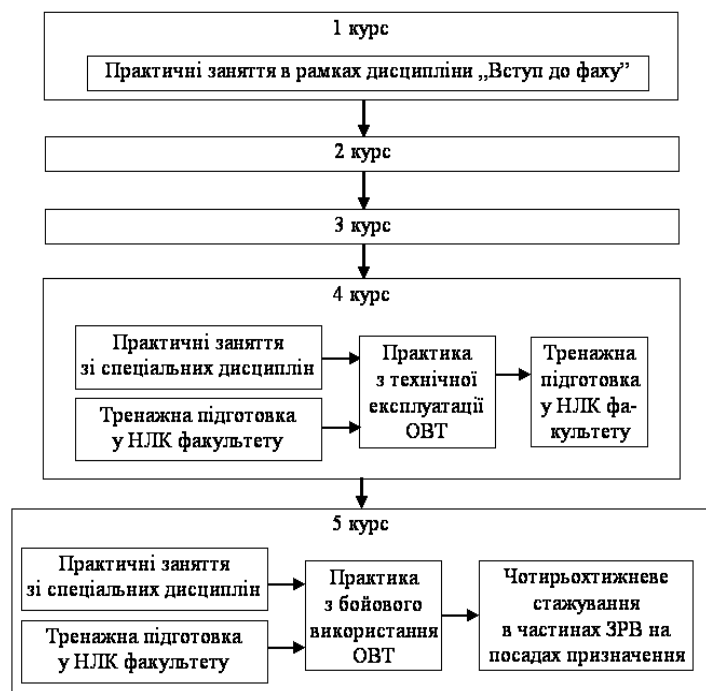 1 курс
Практичні заняття в рамках дисципліни „Вступ до фаху”
2 курс
3 курс
4 курс
Практичні заняття
зі спеціальних дисциплін
Тренажна підготовка
у НЛК факультету
Практика
з технічної
експлуатації
ОВТ
Тренажна
підготовка
у НЛК фа-
культету
5 курс
Практичні заняття
зі спеціальних дисциплін
Тренажна підготовка
у НЛК факультету
Практика
з бойового
використання
ОВТ
Чотирьохтижневе
стажування
в частинах ЗРВ на
посадах призначення